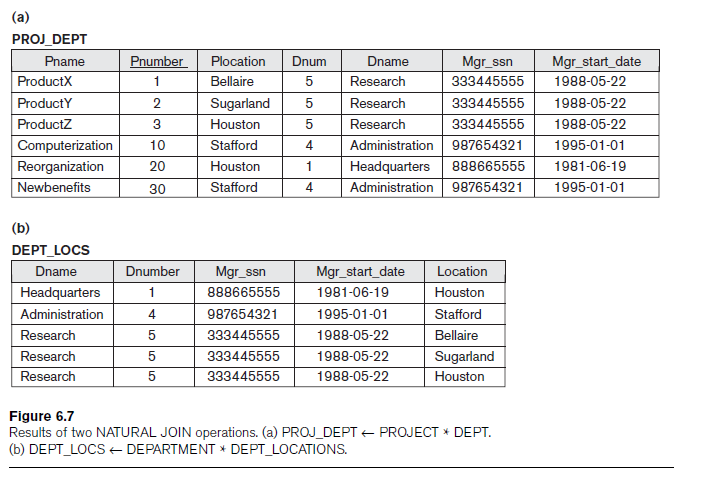 (a)
PROJ_DEPT
Pname Pnumber Plocation Dnum Dname Mgr_ssn Mgr_start_date
ProductX 1 Bellaire 5 Research 333445555 1988-05-22
ProductY 2 Sugarland 5 Research 333445555 1988-05-22
ProductZ 3 Houston 5 Research 333445555 1988-05-22
Computerization 10 Stafford 4 Administration 987654321 1995-01-01
Reorganization 20 Houston 1 Headquarters 888665555 1981-06-19
Newbenefits 30 Stafford 4 Administration 987654321 1995-01-01
(b)
DEPT_LOCS
Dname Dnumber Mgr_ssn Mgr_start_date Location
Headquarters 1 888665555 1981-06-19 Houston
Administration 4 987654321 1995-01-01 Stafford
Research 5 333445555 1988-05-22 Bellaire
Research 5 333445555 1988-05-22 Sugarland
Research 5 333445555 1988-05-22 Houston
Figure 6.7
Results of two NATURAL JOIN operations. (a) PROJ_DEPT ← PROJECT * DEPT.
(b) DEPT_LOCS ← DEPARTMENT * DEPT_LOCATIONS.